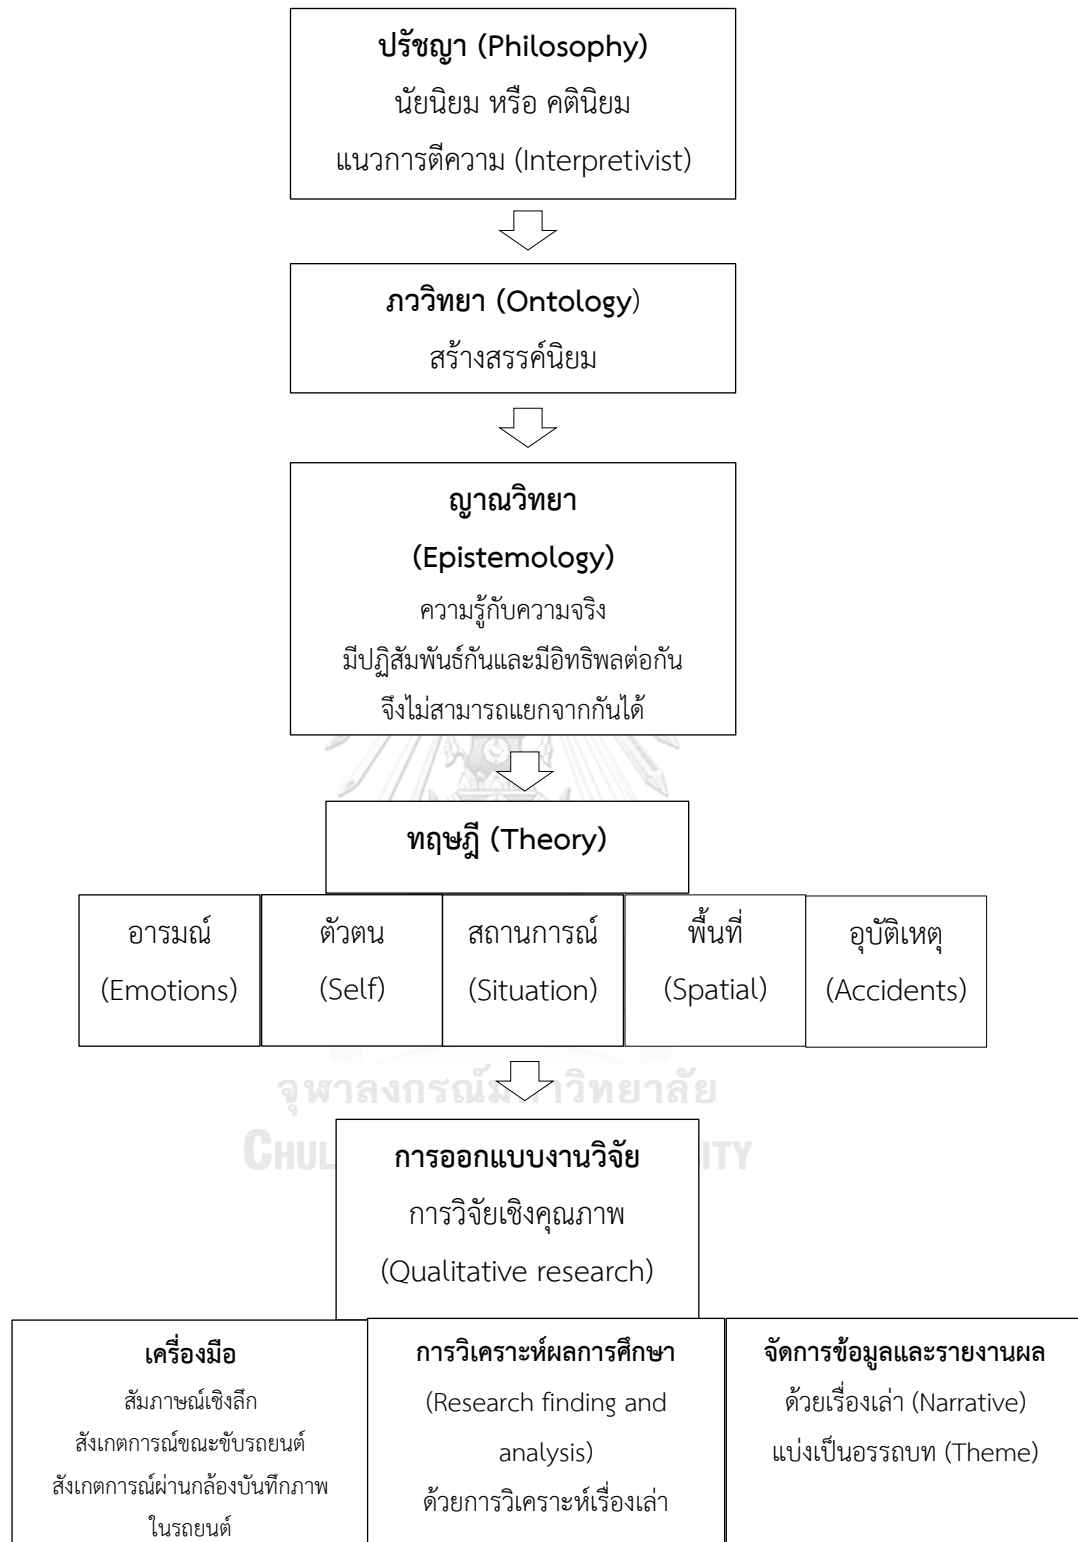 ปรัชญา (Philosophy)
นัยนิยม หรือ คตินิยม
แนวการตีความ (Interpretivist)
ภววิทยา (Ontology)
สร้างสรรค์นิยม
ญาณวิทยา
(Epistemology)
ความรู้กับความจริง
มีปฏิสัมพันธ์กันและมีอิทธิพลต่อกัน
จึงไม่สามารถแยกจากกันได้
ทฤษฎี (Theory)
อารมณ์
(Emotions)
ตัวตน
(Self)
สถานการณ์
(Situation)
พื้นที่
(Spatial)
อุบัติเหตุ
(Accidents)
การออกแบบงานวิจัย
การวิจัยเชิงคุณภาพ
(Qualitative research)
เครื่องมือ
สัมภาษณ์เชิงลึก
สังเกตการณ์ขณะขับรถยนต์
สังเกตการณ์ผ่านกล้องบันทึกภาพ
ในรถยนต์
การวิเคราะห์ผลการศึกษา
(Research finding and
analysis)
ด้วยการวิเคราะห์เรื่องเล่า
จัดการข้อมูลและรายงานผล
ด้วยเรื่องเล่า (Narrative)
แบ่งเป็นอรรถบท (Theme)